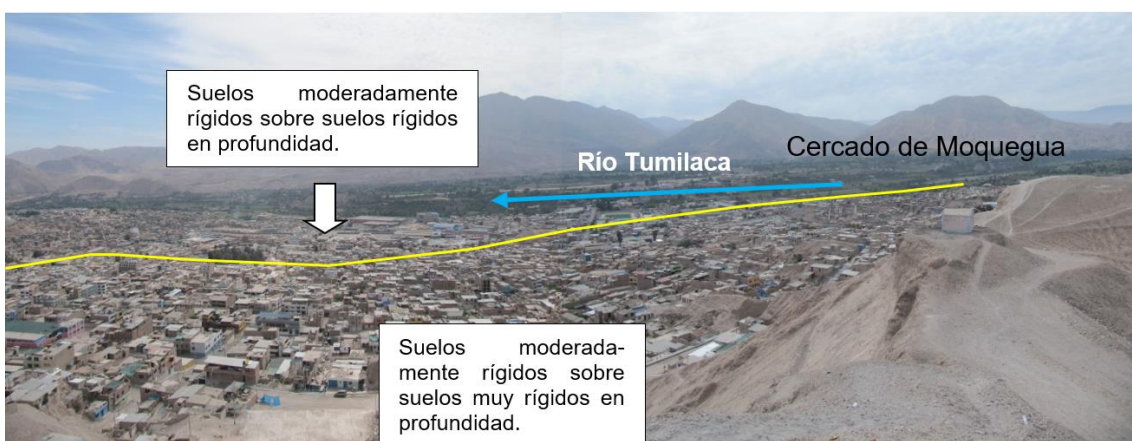 Suelos moderadamente
rígidos sobre suelos rígidos
en profundidad.
Río Tumilaca
Cercado de Moquegua
Suelos moderada-
mente rígidos sobre
suelos muy rígidos en
profundidad.